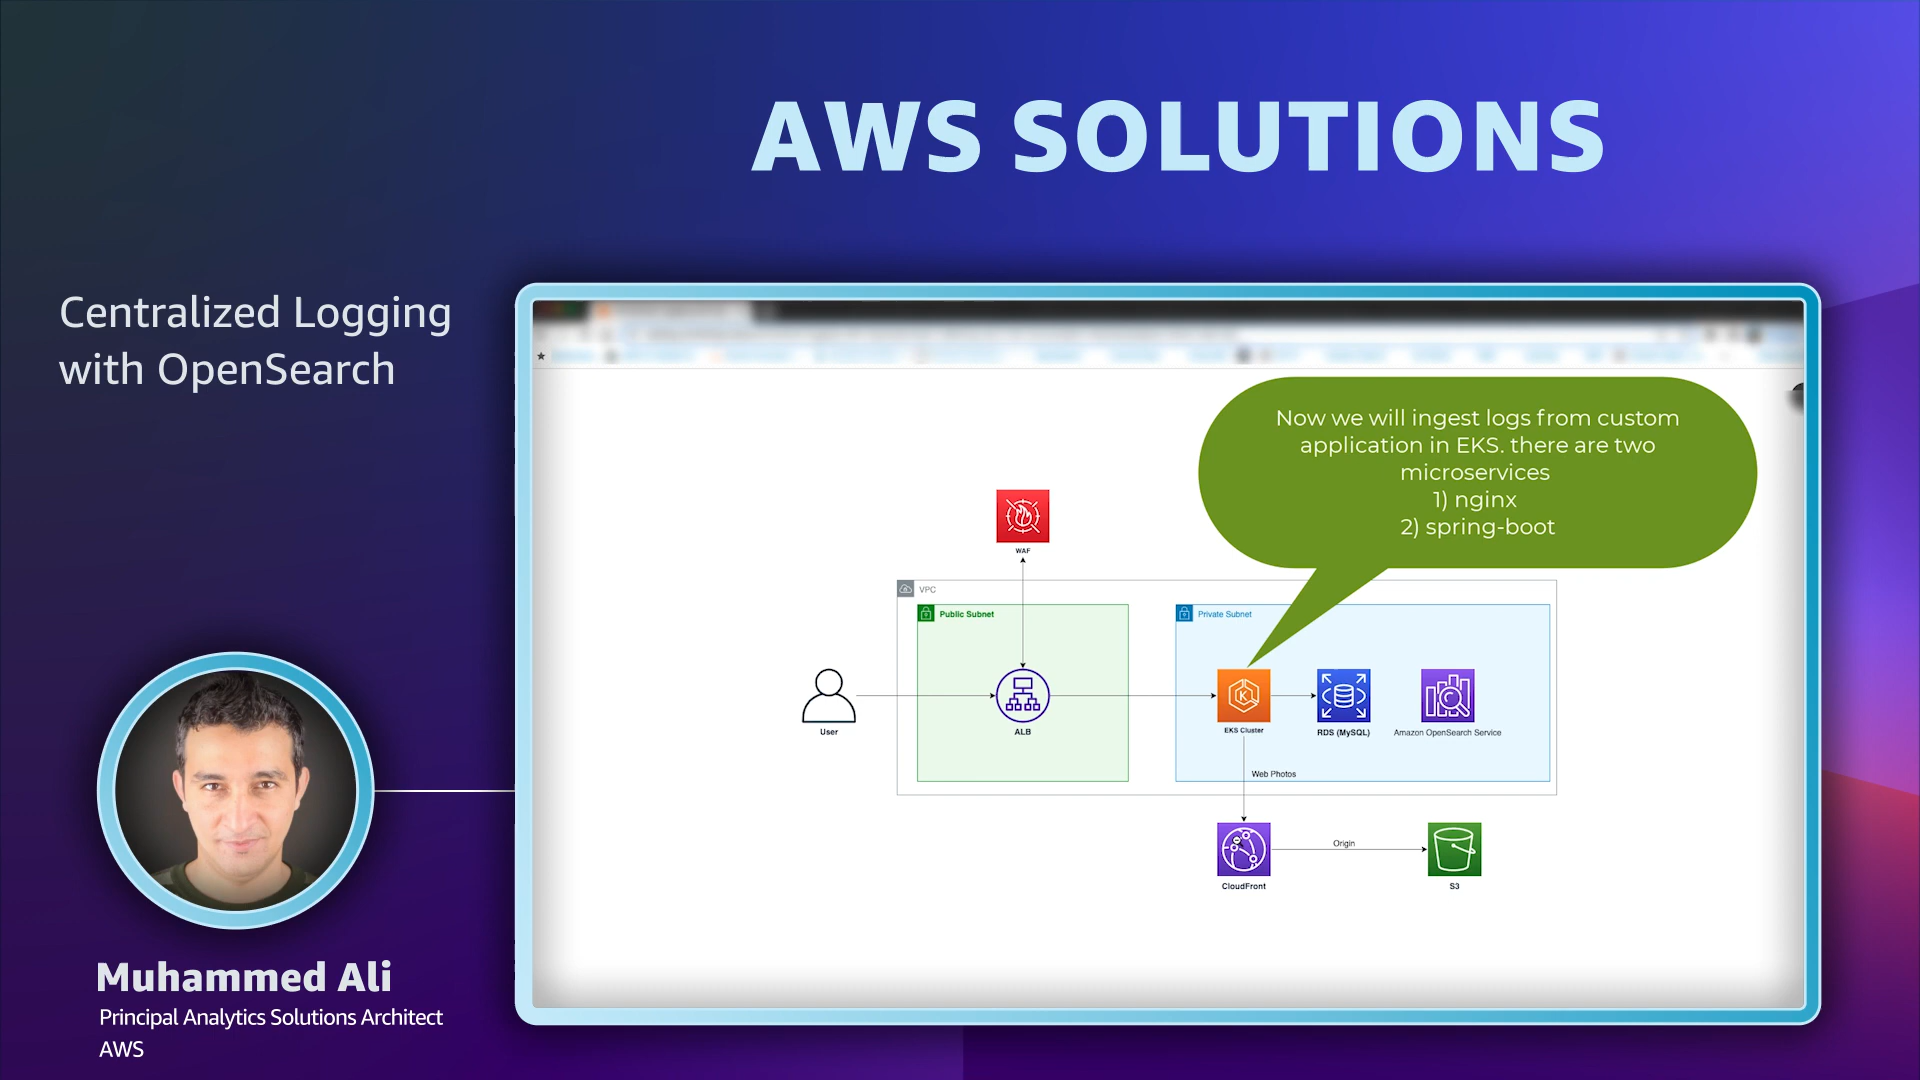 AWS SOLUTIONS
Centralized Logging
with OpenSearch
Now we will ingest logs from custom
application in EKS. there are two
microservices
1) nginx
2) spring-boot
WAF
VPC
Public Subnet
Private Subnet
User
ALB
EKS Cluster
RDS (MySQL)
Amazon OpenSearch Service
Web Photos
Origin
CloudFront
S3
Muhammed Ali
Principal Analytics Solutions Architect
AWS